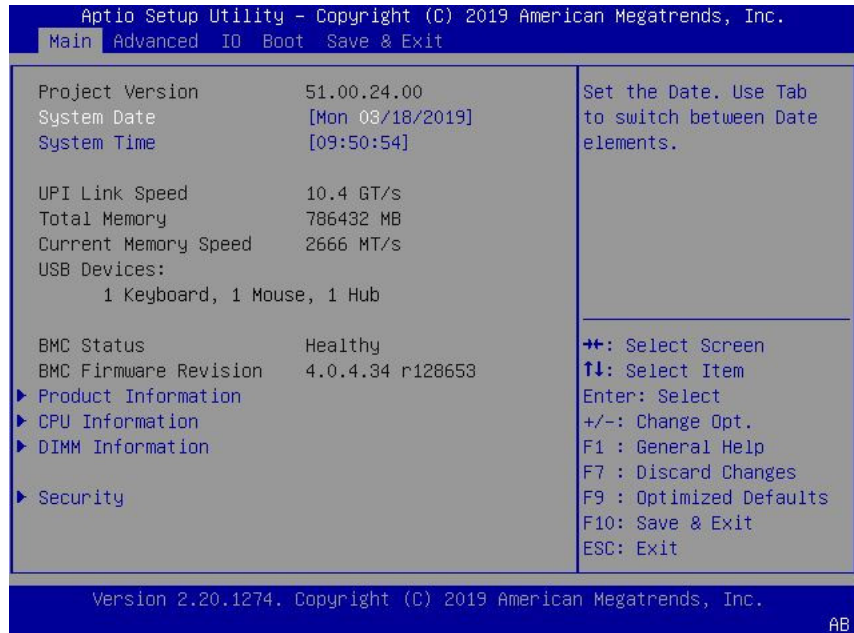 Aptio Setup Utility – Copyright (C) 2019 American Megatrends, Inc.
Main Advanced IO Boot Save & Exit
Project Version 51.00.24.00
System Date [Mon 03/18/2019]
System Time [09:50:54]
UPI Link Speed 10.4 GT/s
Total Memory 786432 MB
Current Memory Speed 2666 MT/s
USB Devices:
1 Keyboard, 1 Mouse, 1 Hub
BMC Status Healthy
BMC Firmware Revision 4.0.4.34 r128653
▶ Product Information
▶ CPU Information
▶ DIMM Information
▶ Security
Set the Date. Use Tab
to switch between Date
elements.
→←: Select Screen
↑↓: Select Item
Enter: Select
+/-: Change Opt.
F1 : General Help
F7 : Discard Changes
F9 : Optimized Defaults
F10: Save & Exit
ESC: Exit
Version 2.20.1274. Copyright (C) 2019 American Megatrends, Inc.
AB